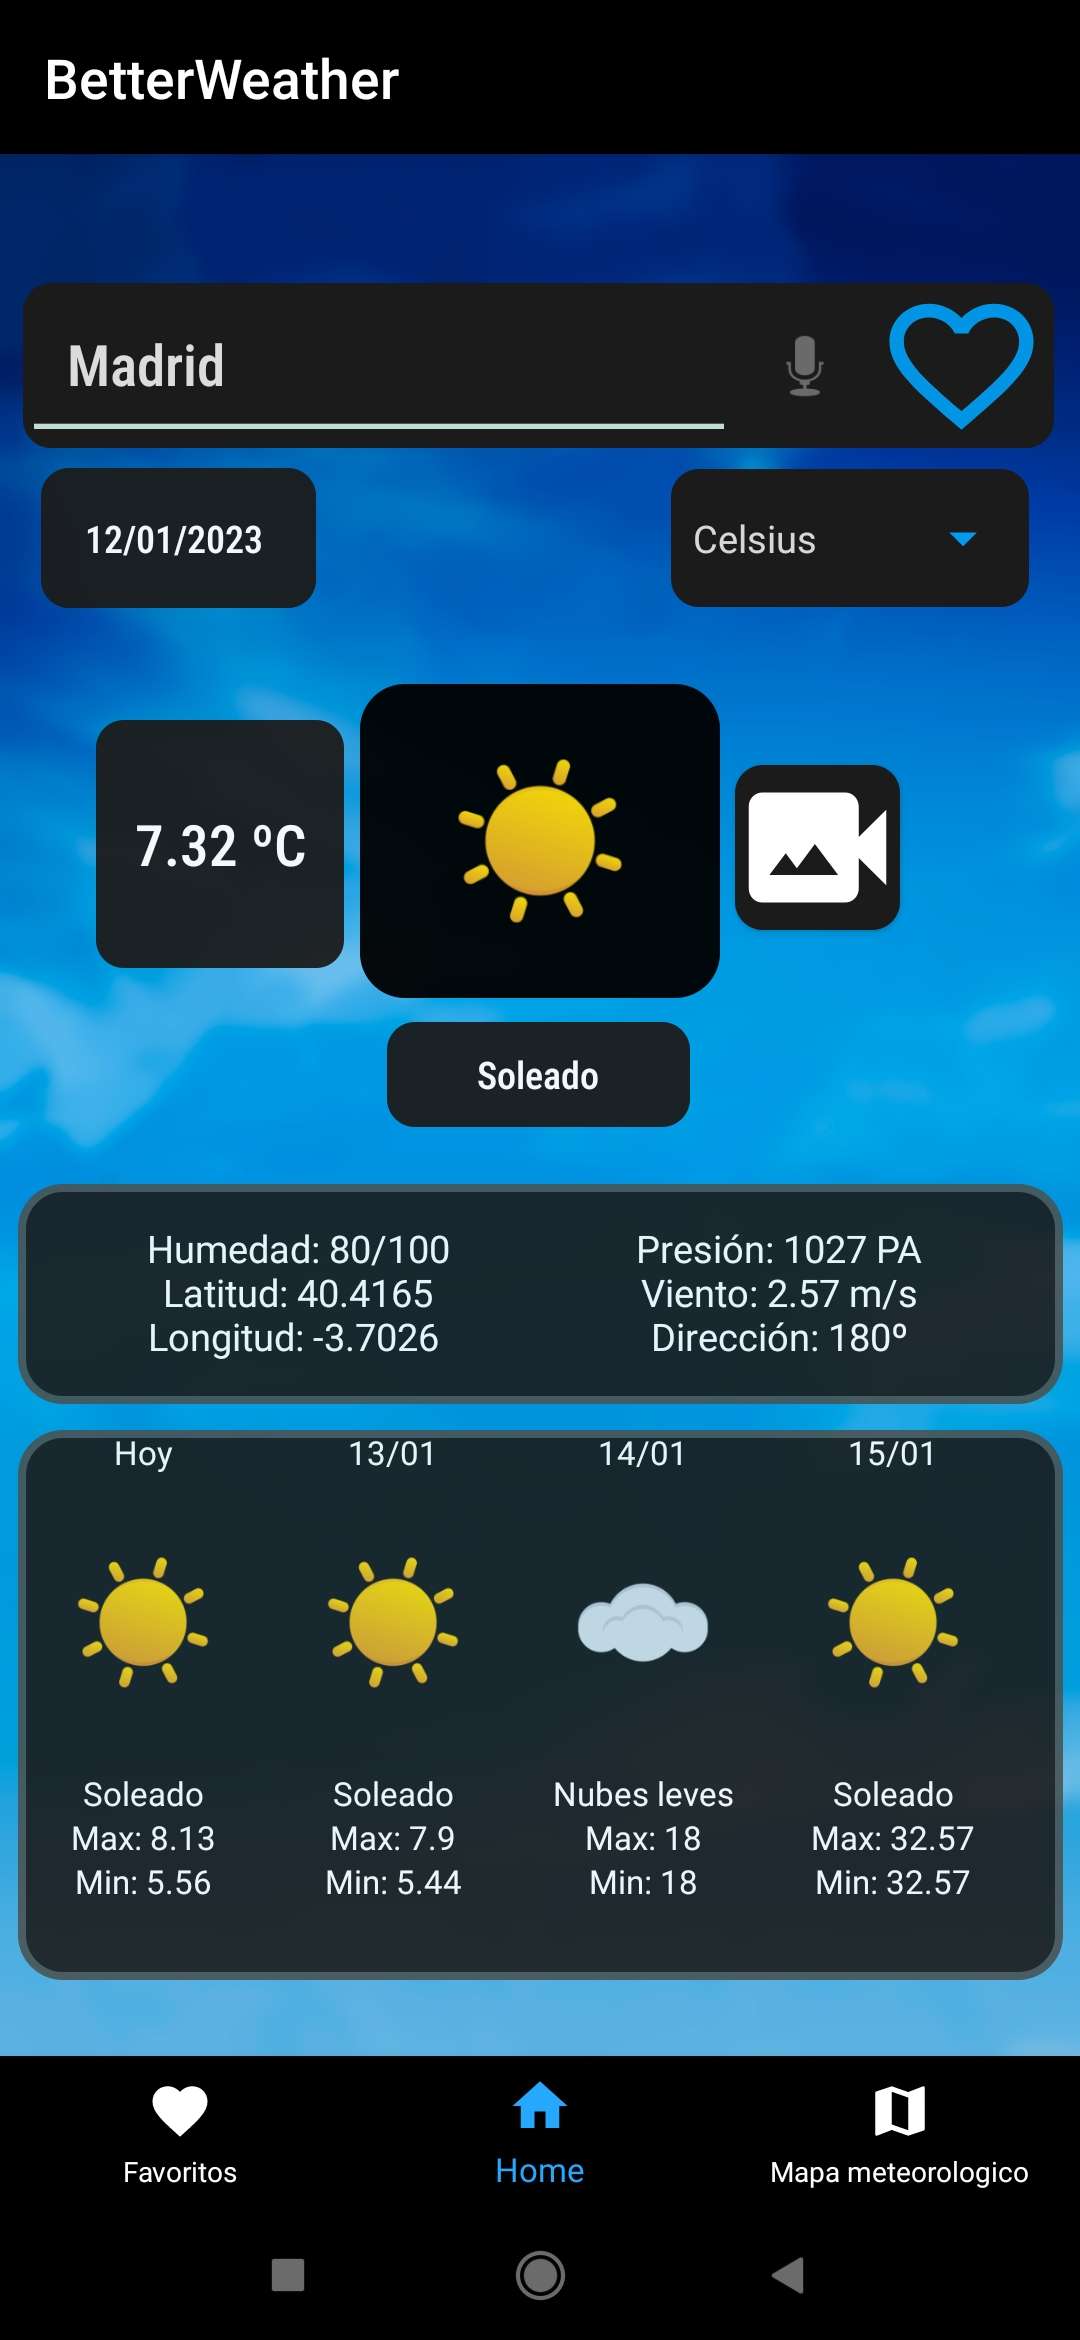 BetterWeather
Madrid
12/01/2023
Celsius
7.32 ºC
Soleado
Humedad: 80/100
Latitud: 40.4165
Longitud: -3.7026
Presión: 1027 PA
Viento: 2.57 m/s
Dirección: 180º
Hoy
Soleado
Max: 8.13
Min: 5.56
13/01
Soleado
Max: 7.9
Min: 5.44
14/01
Nubes leves
Max: 18
Min: 18
15/01
Soleado
Max: 32.57
Min: 32.57
Favoritos
Home
Mapa meteorologico